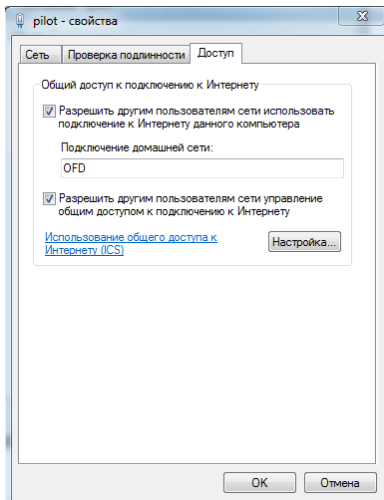 pilot - свойства
Сеть Проверка подлинности Доступ
Общий доступ к подключению к Интернету
Разрешить другим пользователям сети использовать
подключение к Интернету данного компьютера
Подключение домашней сети:
OFD
Разрешить другим пользователям сети управление
общим доступом к подключению к Интернету
Использование общего доступа к
Интернету (ICS)
Настройка...
OK Отмена